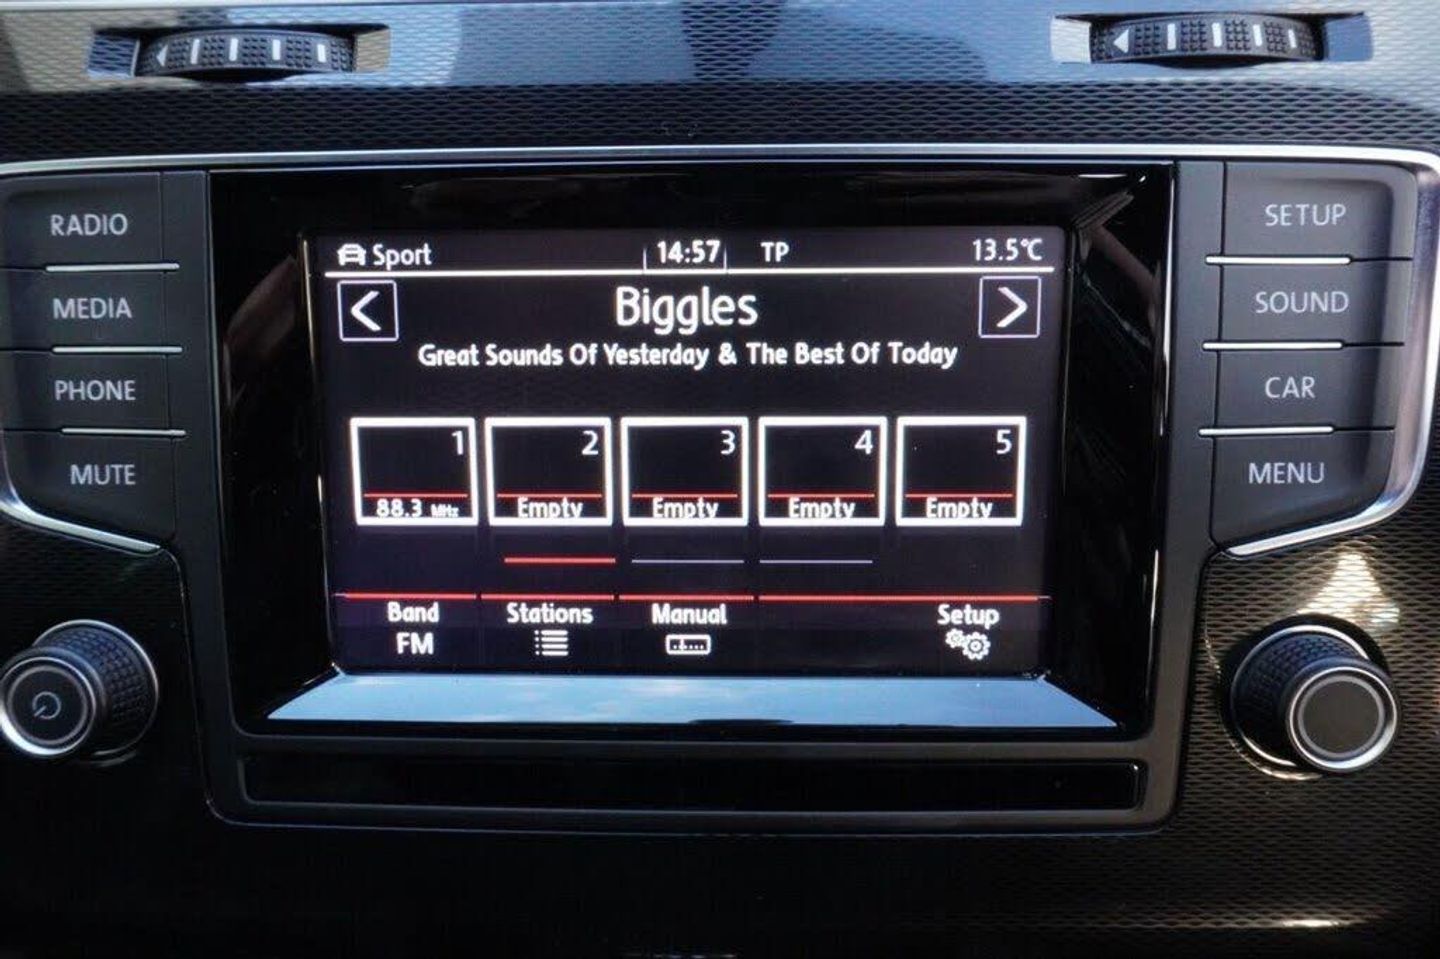 RADIO
MEDIA
PHONE
MUTE
Sport 14:57 TP 13.5°C
Biggles
Great Sounds Of Yesterday & The Best Of Today
1 2 3 4 5
88.3 MHz Empty Empty Empty Empty
Band Stations Manual Setup
FM
SETUP
SOUND
CAR
MENU